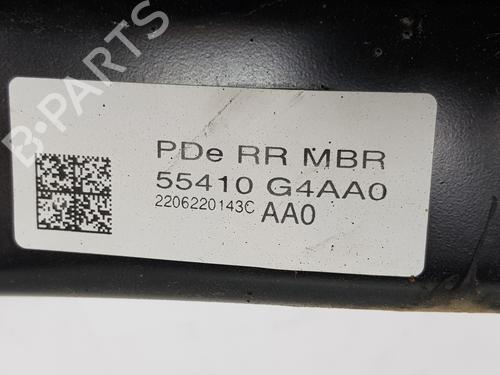 B-PARTS
PDe RR MBR
55410 G4AA0
2206220143C AA0